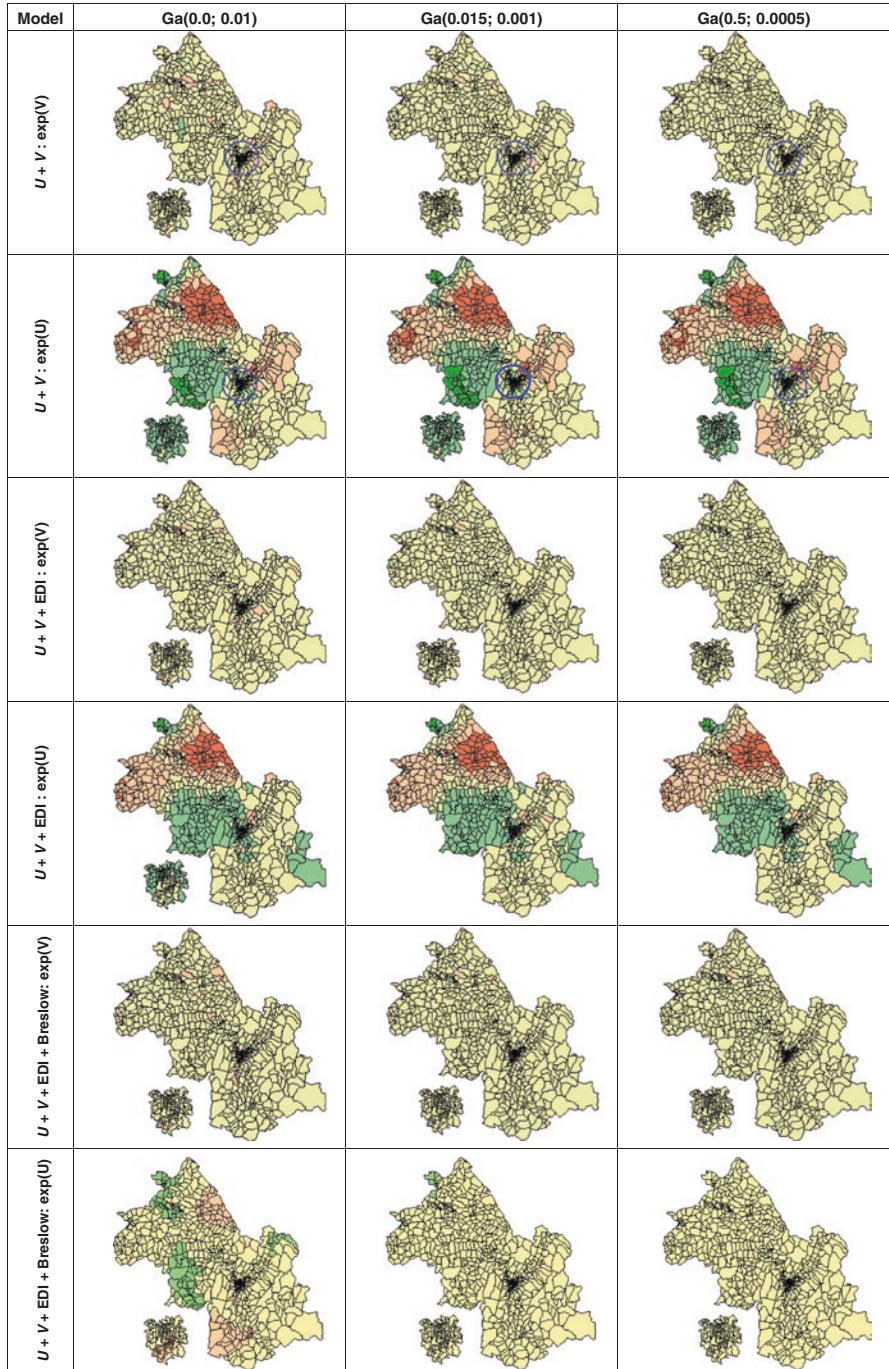 Model Ga(0.0; 0.01) Ga(0.015; 0.001) Ga(0.5; 0.0005)
U + V : exp(V)
U + V : exp(U)
U + V + EDI : exp(V)
U + V + EDI : exp(U)
U + V + EDI + Breslow: exp(V)
U + V + EDI + Breslow: exp(U)